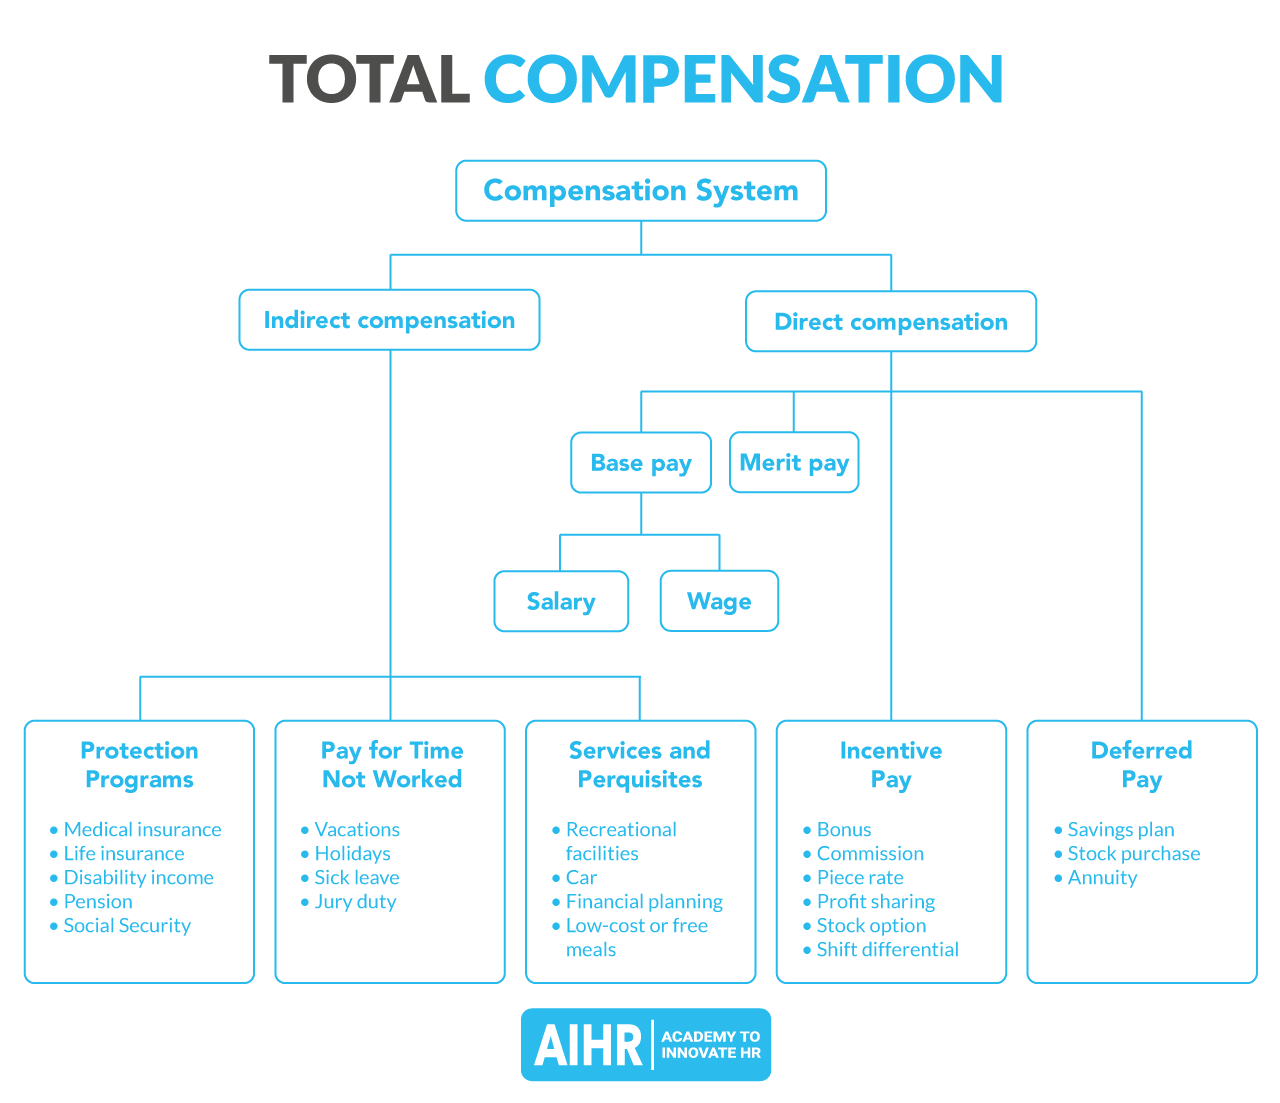 TOTAL COMPENSATION
Compensation System
Indirect compensation
Direct compensation
Base pay
Merit pay
Salary
Wage
Protection
Programs
• Medical insurance
• Life insurance
• Disability income
• Pension
• Social Security
Pay for Time
Not Worked
• Vacations
• Holidays
• Sick leave
• Jury duty
Services and
Perquisites
• Recreational
facilities
• Car
• Financial planning
• Low-cost or free
meals
Incentive
Pay
• Bonus
• Commission
• Piece rate
• Profit sharing
• Stock option
• Shift differential
Deferred
Pay
• Savings plan
• Stock purchase
• Annuity
AIHR
ACADEMY TO
INNOVATE HR